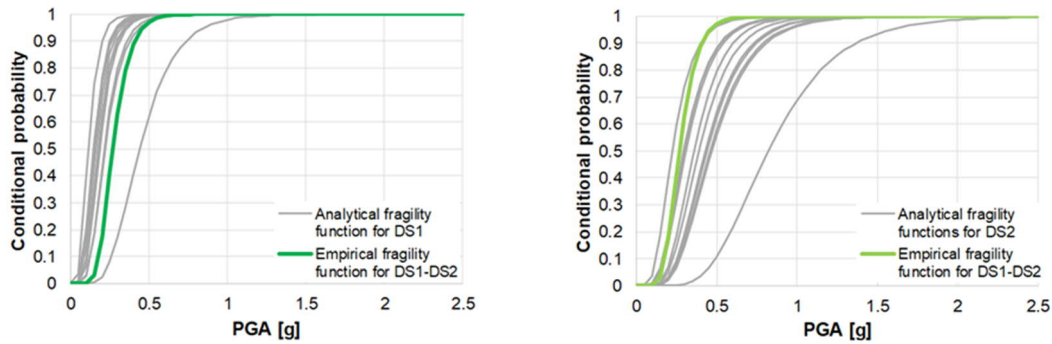 1
0.9
0.8
0.7
0.6
0.5
0.4
0.3
0.2
0.1
0
Conditional probability
Analytical fragility
function for DS1
Empirical fragility
function for DS1-DS2
0 0.5 1 1.5 2 2.5
PGA [g]
1
0.9
0.8
0.7
0.6
0.5
0.4
0.3
0.2
0.1
0
Conditional probability
Analytical fragility
functions for DS2
Empirical fragility
function for DS1-DS2
0 0.5 1 1.5 2 2.5
PGA [g]